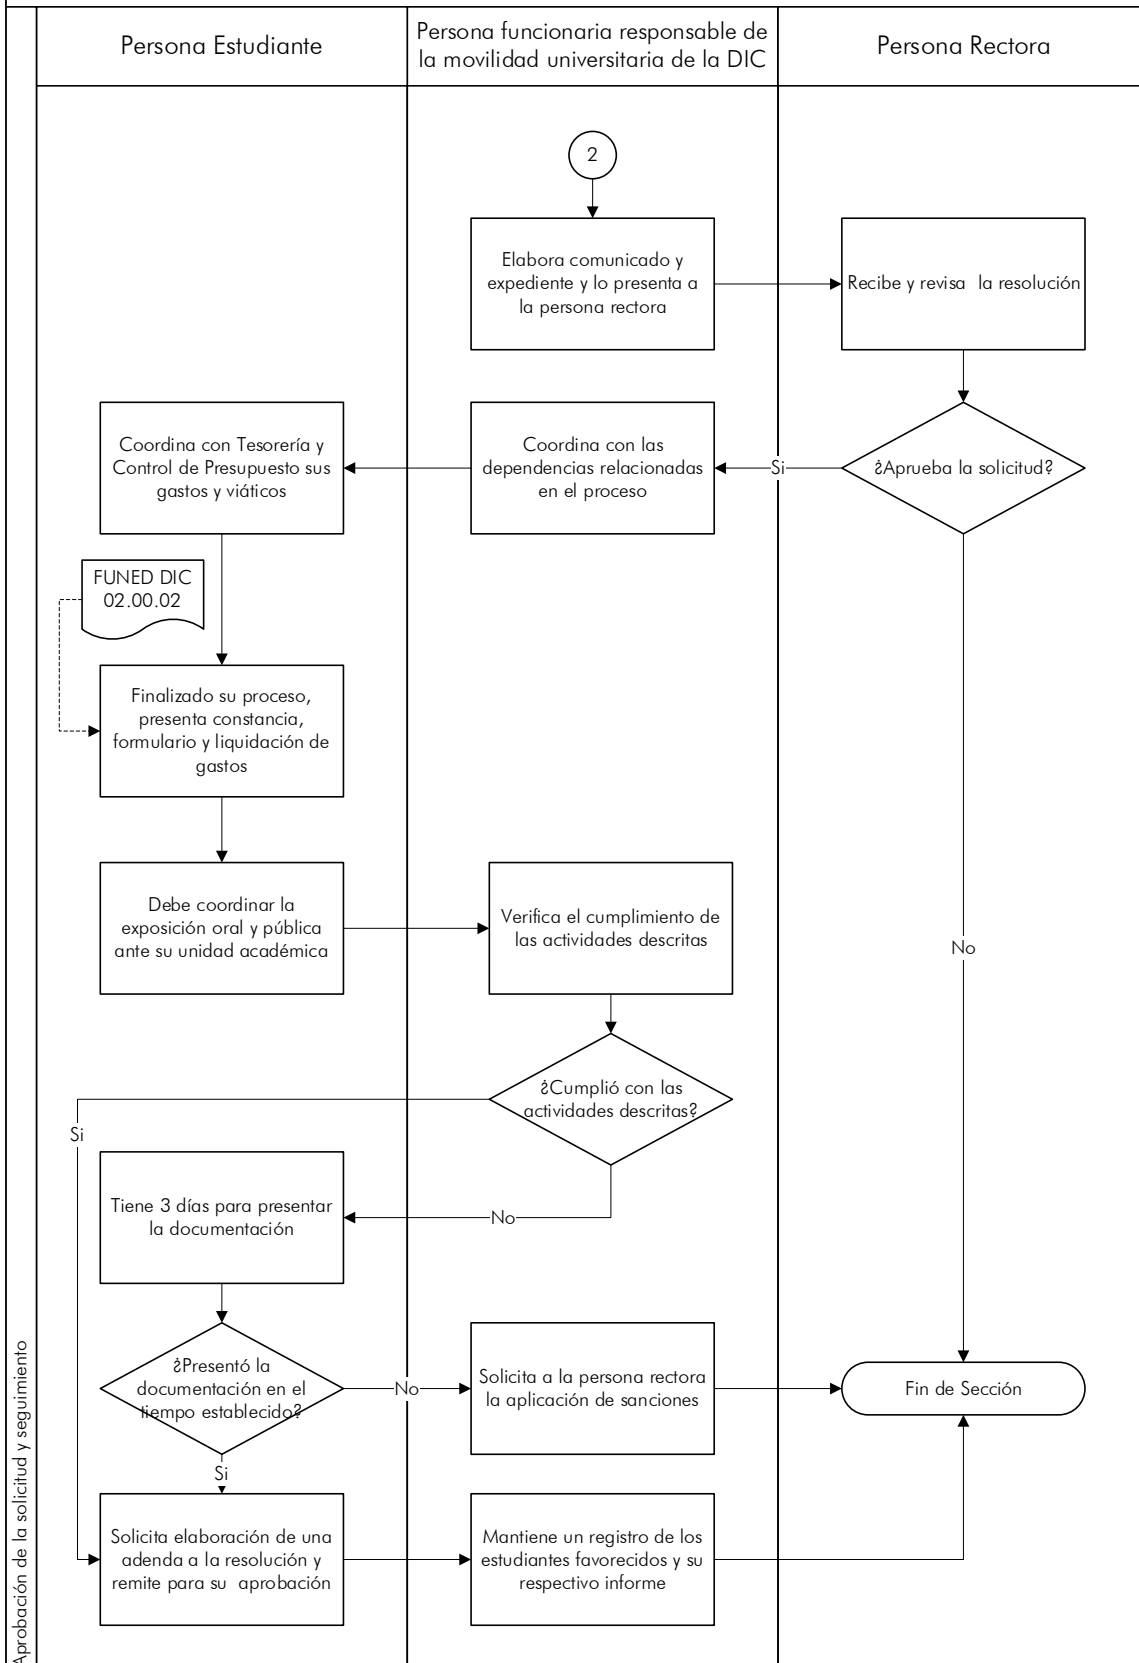 Persona Estudiante
Persona funcionaria responsable de
la movilidad universitaria de la DIC
Persona Rectora
2
Elabora comunicado y
expediente y lo presenta a
la persona rectora
Recibe y revisa la resolución
¿Aprueba la solicitud?
Si
Coordina con las
dependencias relacionadas
en el proceso
Coordina con Tesorería y
Control de Presupuesto sus
gastos y viáticos
FUNED DIC
02.00.02
Finalizado su proceso,
presenta constancia,
formulario y liquidación de
gastos
Debe coordinar la
exposición oral y pública
ante su unidad académica
Verifica el cumplimiento de
las actividades descritas
No
¿Cumplió con las
actividades descritas?
Si
No
Tiene 3 días para presentar
la documentación
¿Presentó la
documentación en el
tiempo establecido?
No
Solicita a la persona rectora
la aplicación de sanciones
Fin de Sección
Si
Solicita elaboración de una
adenda a la resolución y
remite para su aprobación
Mantiene un registro de los
estudiantes favorecidos y su
respectivo informe
Aprobación de la solicitud y seguimiento